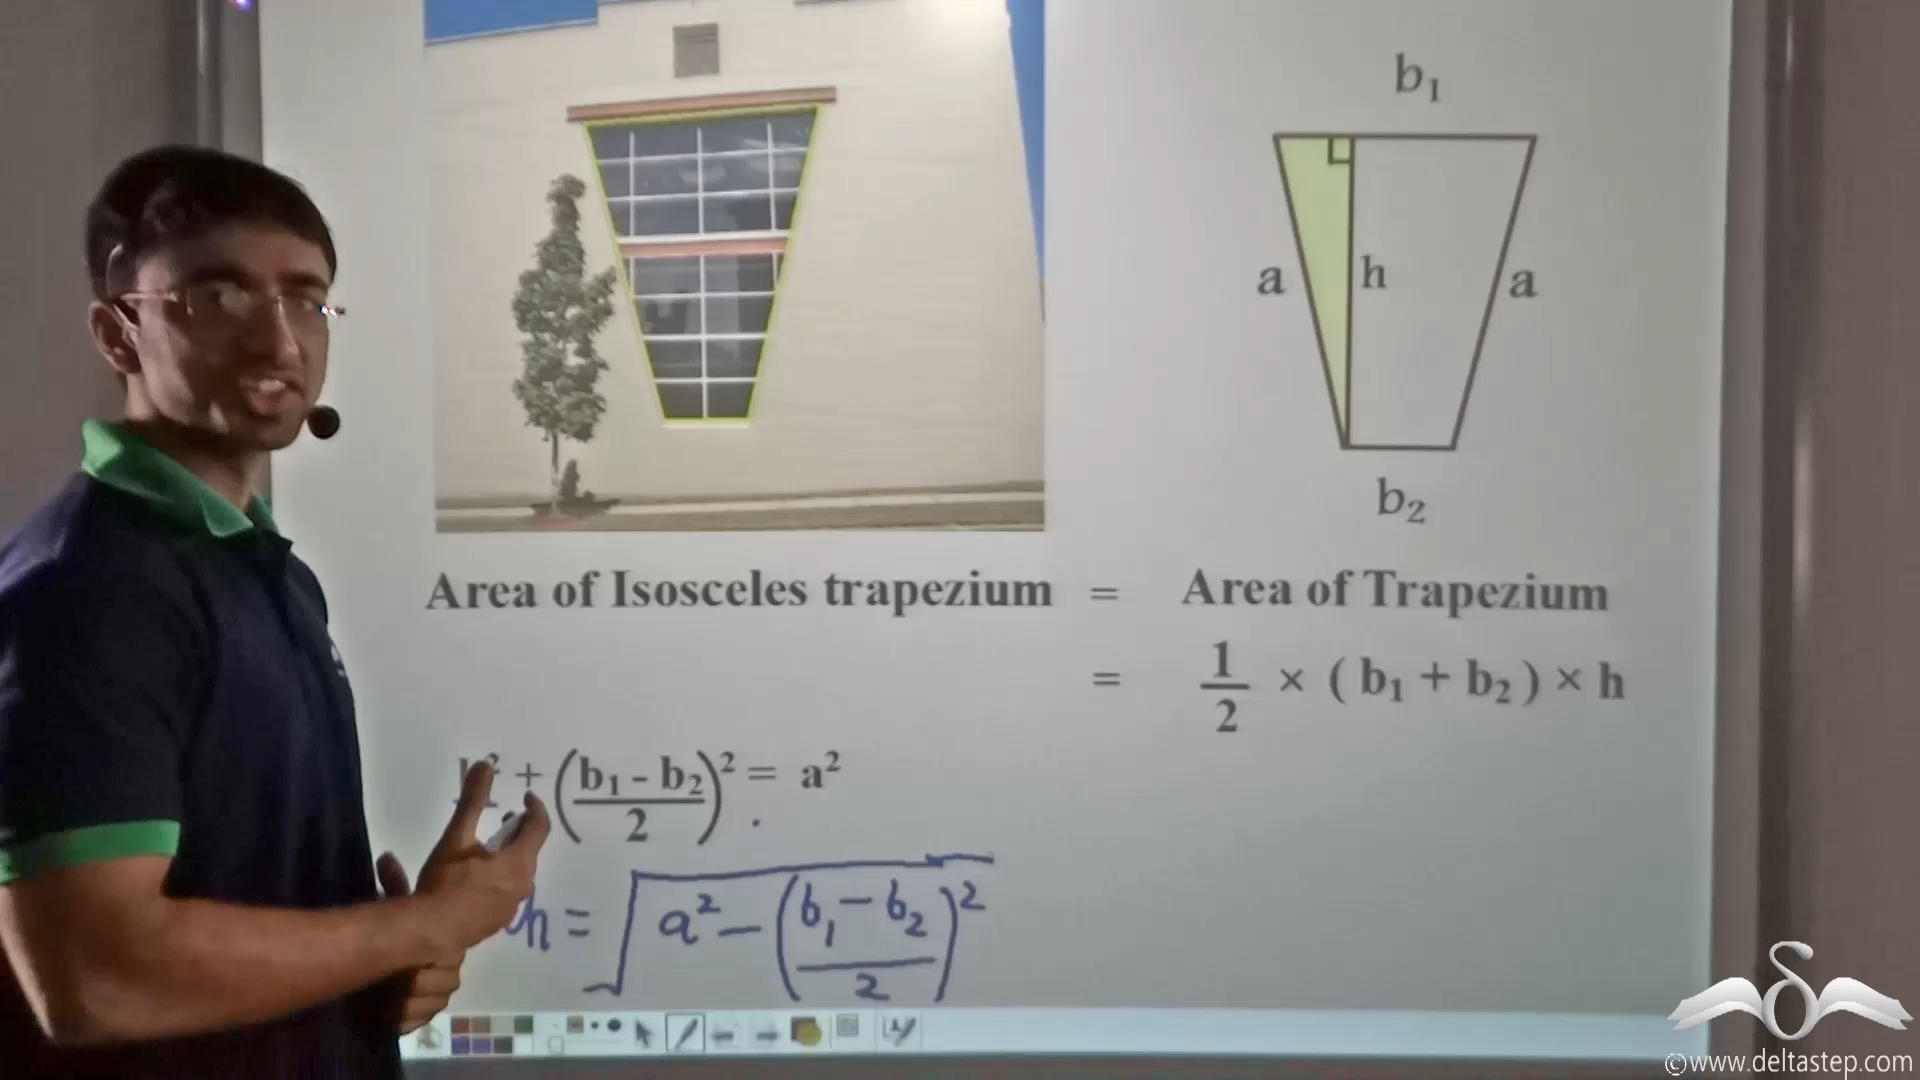 b₁
a
h
a
b₂
Area of Isosceles trapezium = Area of Trapezium
= 1/2 × ( b₁ + b₂ ) × h
+ ((b₁ - b₂)/2)² = a²
h = √(a² − ((b₁ − b₂)/2)²)
©www.deltastep.com